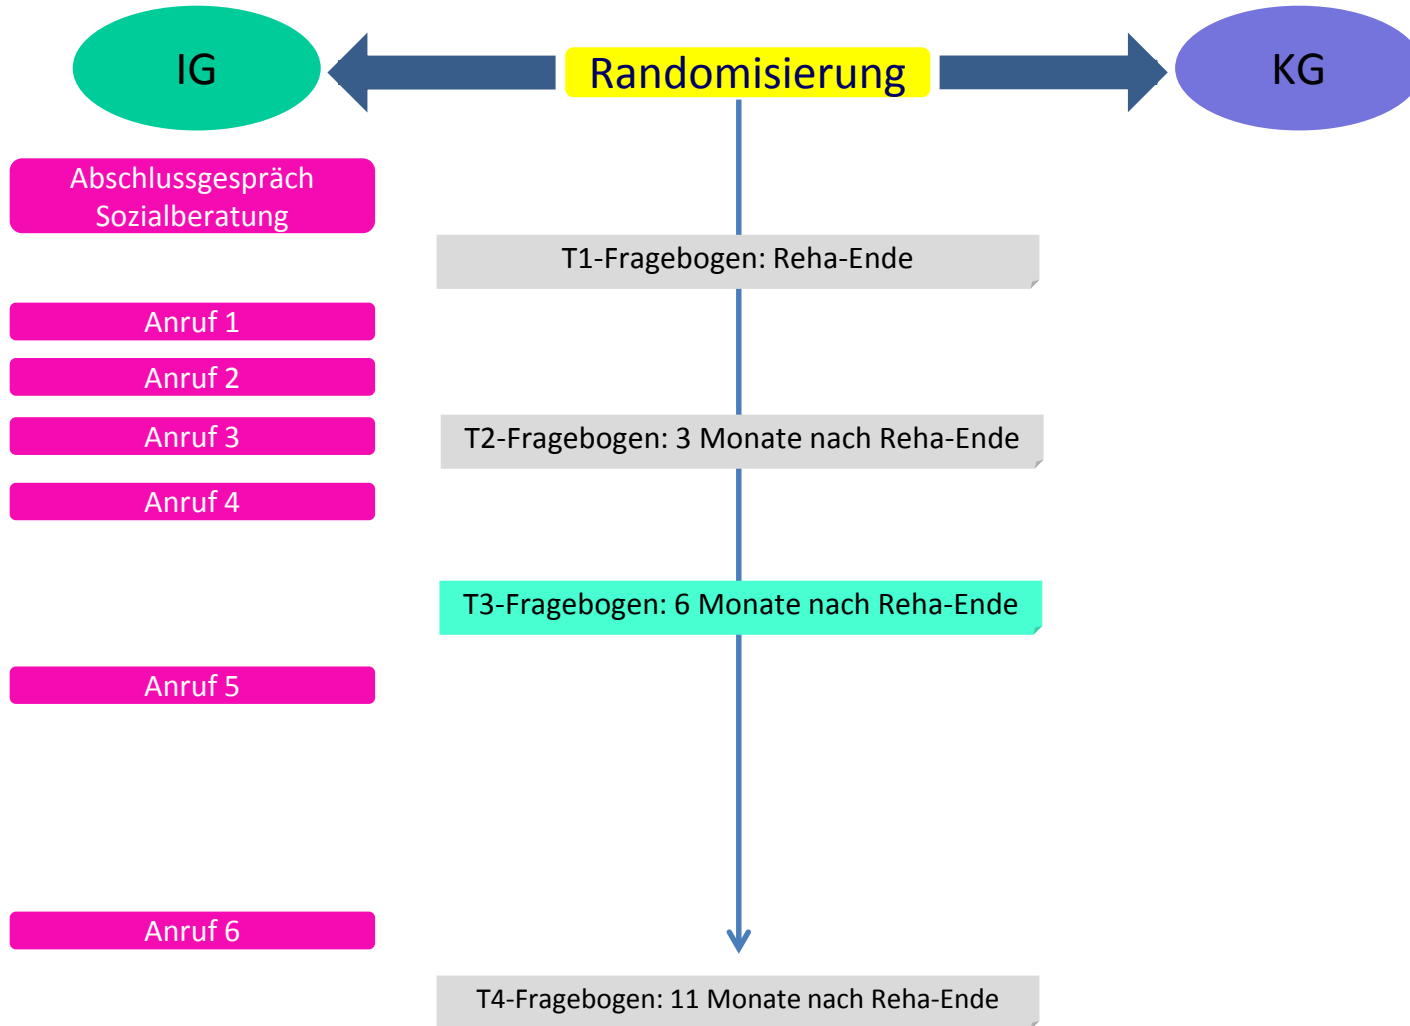 IG
Randomisierung
KG
Abschlussgespräch
Sozialberatung
T1-Fragebogen: Reha-Ende
Anruf 1
Anruf 2
Anruf 3
T2-Fragebogen: 3 Monate nach Reha-Ende
Anruf 4
T3-Fragebogen: 6 Monate nach Reha-Ende
Anruf 5
Anruf 6
T4-Fragebogen: 11 Monate nach Reha-Ende